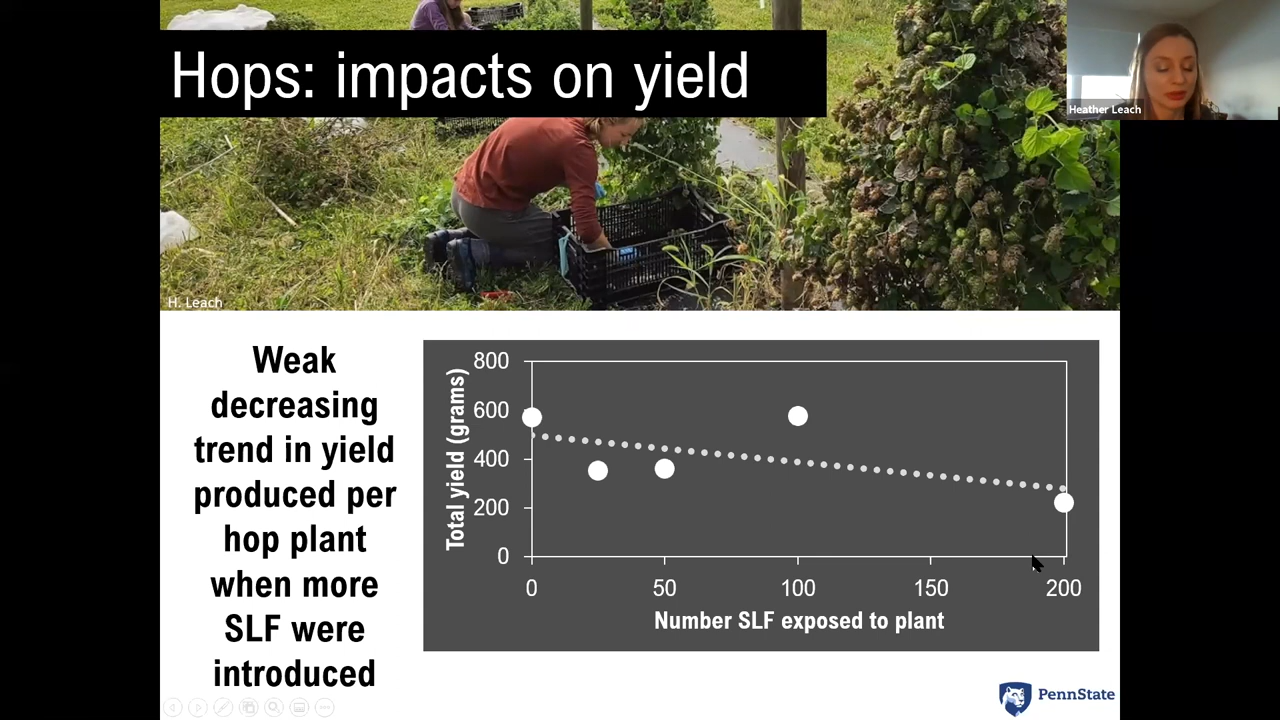 Hops: impacts on yield
Heather Leach
H. Leach
Weak
decreasing
trend in yield
produced per
hop plant
when more
SLF were
introduced
Total yield (grams)
800
600
400
200
0
0 50 100 150 200
Number SLF exposed to plant
PennState